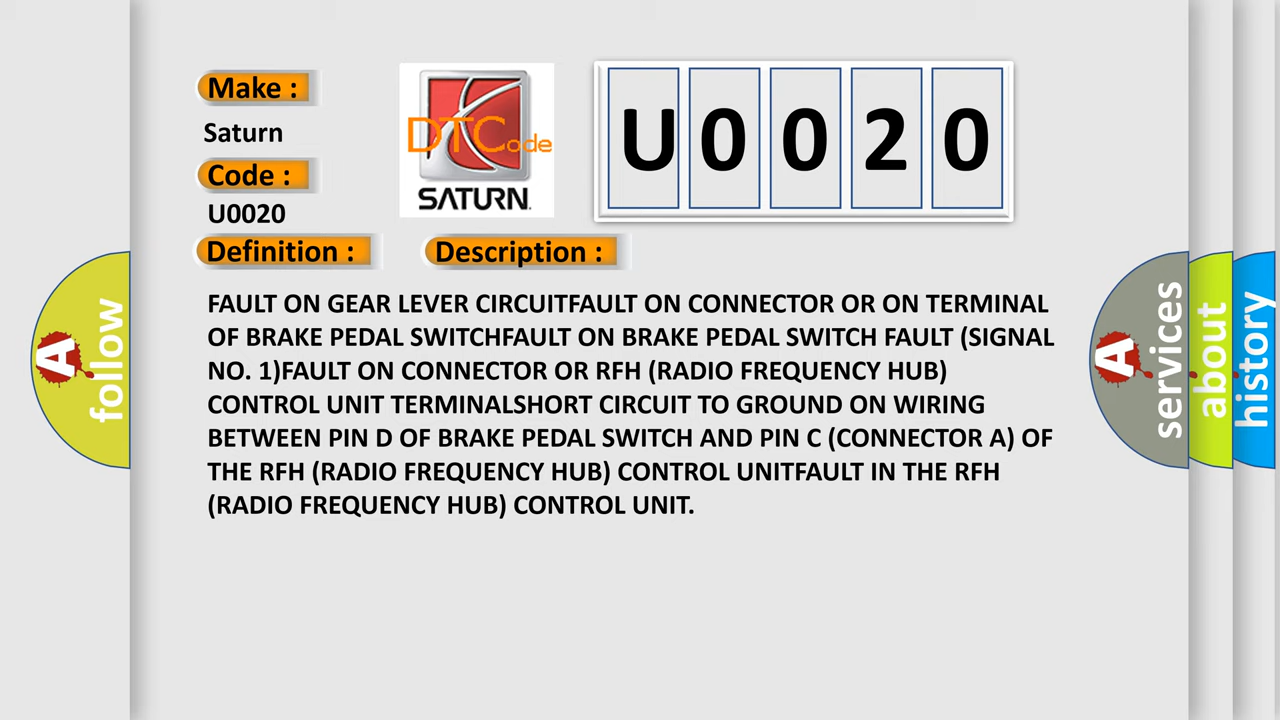 Make :
Saturn
Code :
U0020
Definition :
Description :
DTCode
SATURN
U0020
FAULT ON GEAR LEVER CIRCUITFAULT ON CONNECTOR OR ON TERMINAL
OF BRAKE PEDAL SWITCHFAULT ON BRAKE PEDAL SWITCH FAULT (SIGNAL
NO. 1)FAULT ON CONNECTOR OR RFH (RADIO FREQUENCY HUB)
CONTROL UNIT TERMINALSHORT CIRCUIT TO GROUND ON WIRING
BETWEEN PIN D OF BRAKE PEDAL SWITCH AND PIN C (CONNECTOR A) OF
THE RFH (RADIO FREQUENCY HUB) CONTROL UNITFAULT IN THE RFH
(RADIO FREQUENCY HUB) CONTROL UNIT.
A follow
A services
about
history